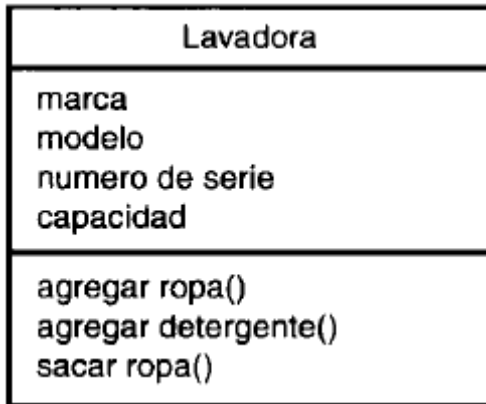 Lavadora
marca
modelo
numero de serie
capacidad
agregar ropa()
agregar detergente()
sacar ropa()